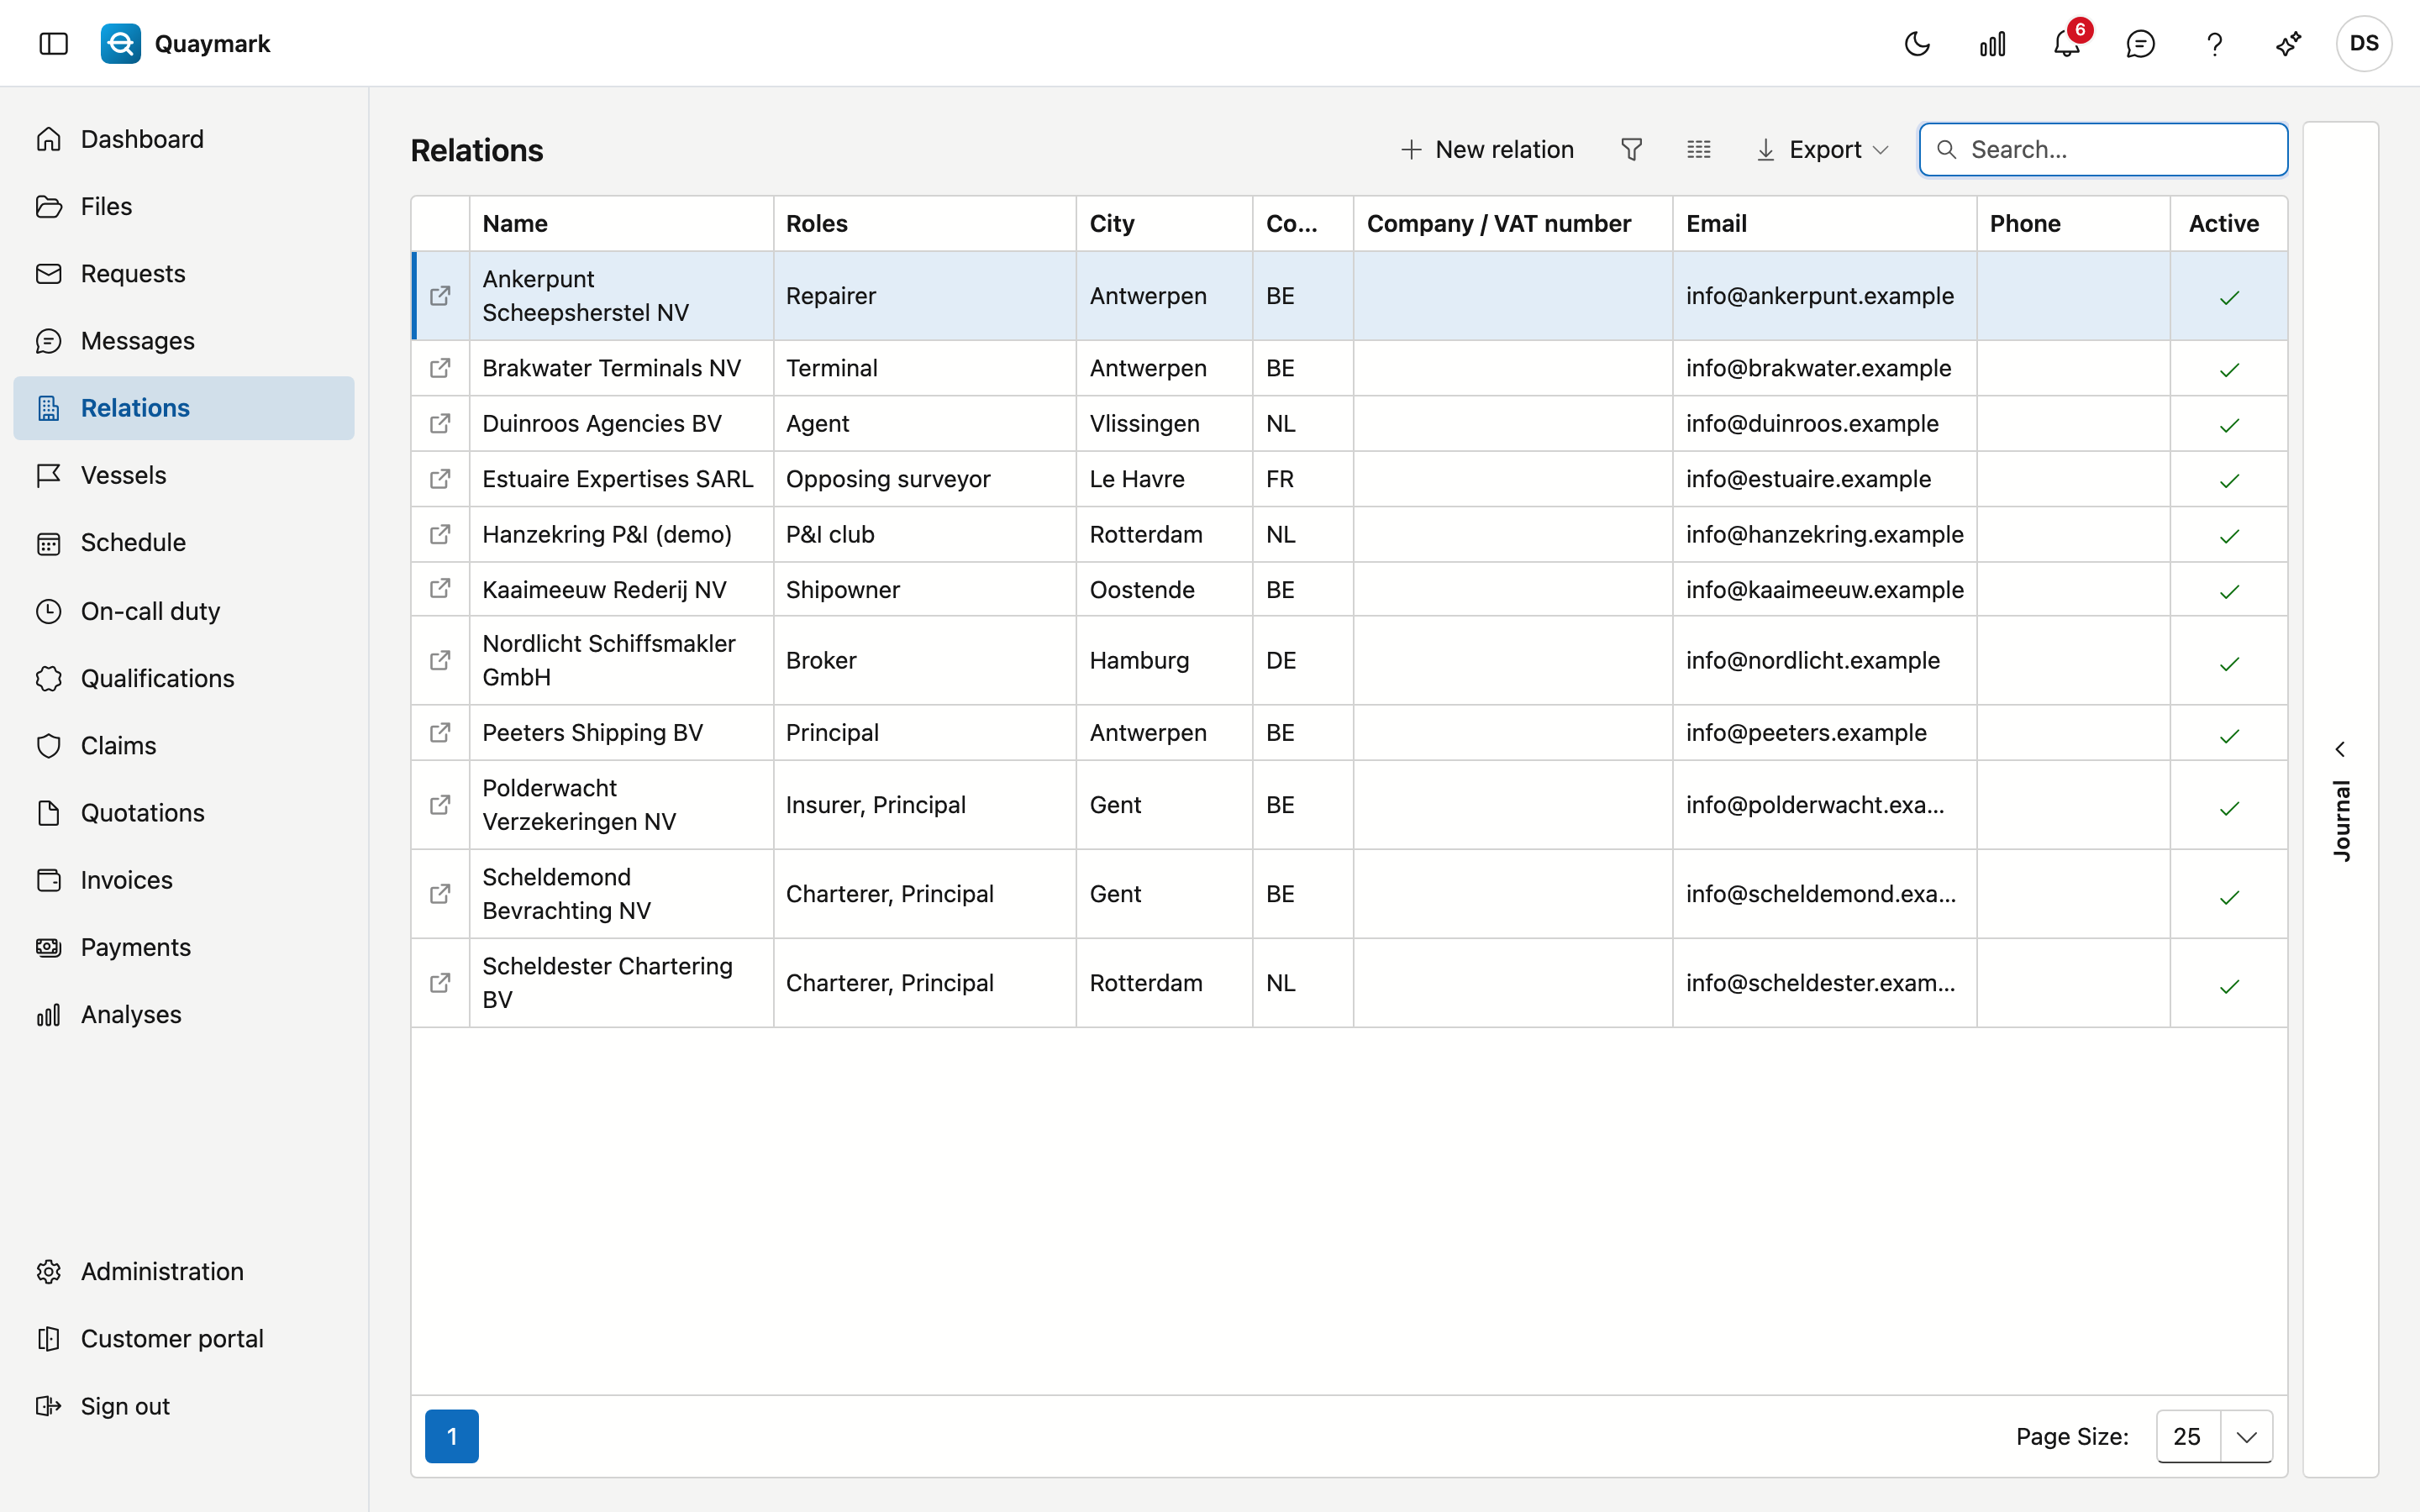 Quaymark
6
DS
Dashboard
Files
Requests
Messages
Relations
Vessels
Schedule
On-call duty
Qualifications
Claims
Quotations
Invoices
Payments
Analyses
Administration
Customer portal
Sign out
Relations
New relation
Export
Search...
Name Roles City Co... Company / VAT number Email Phone Active
Ankerpunt
Scheepsherstel NV Repairer Antwerpen BE info@ankerpunt.example
Brakwater Terminals NV Terminal Antwerpen BE info@brakwater.example
Duinroos Agencies BV Agent Vlissingen NL info@duinroos.example
Estuaire Expertises SARL Opposing surveyor Le Havre FR info@estuaire.example
Hanzekring P&I (demo) P&I club Rotterdam NL info@hanzekring.example
Kaaimeeuw Rederij NV Shipowner Oostende BE info@kaaimeeuw.example
Nordlicht Schiffsmakler
GmbH Broker Hamburg DE info@nordlicht.example
Peeters Shipping BV Principal Antwerpen BE info@peeters.example
Polderwacht
Verzekeringen NV Insurer, Principal Gent BE info@polderwacht.exa...
Scheldemond
Bevrachting NV Charterer, Principal Gent BE info@scheldemond.exa...
Scheldester Chartering
BV Charterer, Principal Rotterdam NL info@scheldester.exam...
1
Page Size: 25
Journal